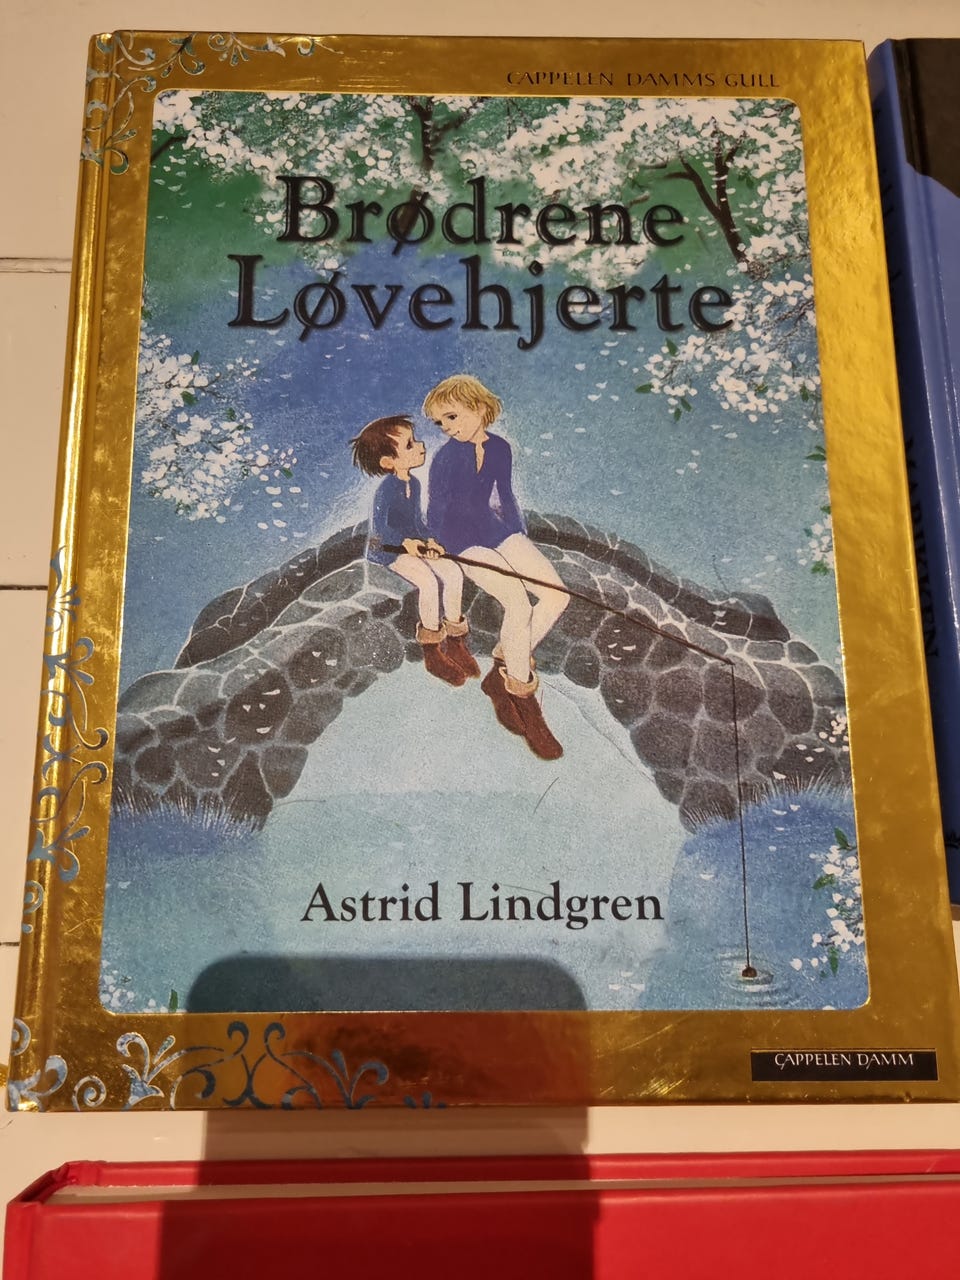 CAPPELEN DAMMS GULL
Brødrene
Løvehjerte
Astrid Lindgren
CAPPELEN DAMM